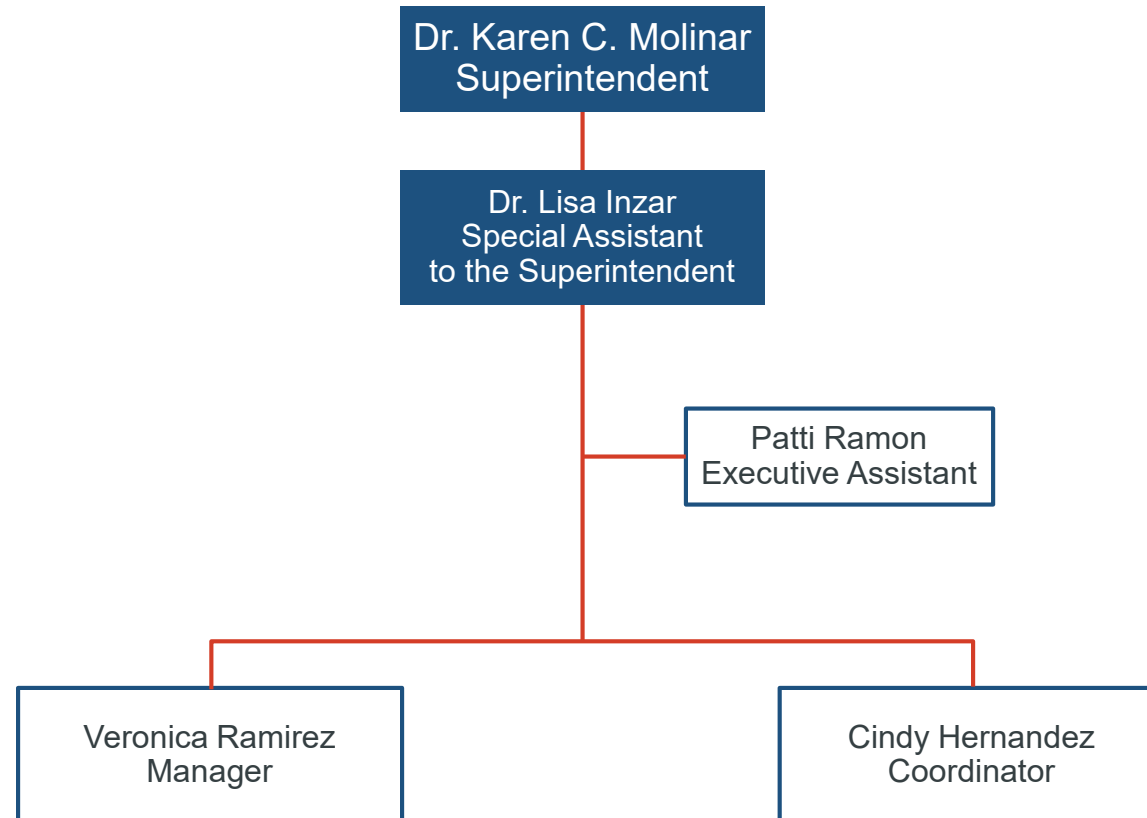 Dr. Karen C. Molinar
Superintendent
Dr. Lisa Inzar
Special Assistant
to the Superintendent
Patti Ramon
Executive Assistant
Veronica Ramirez
Manager
Cindy Hernandez
Coordinator